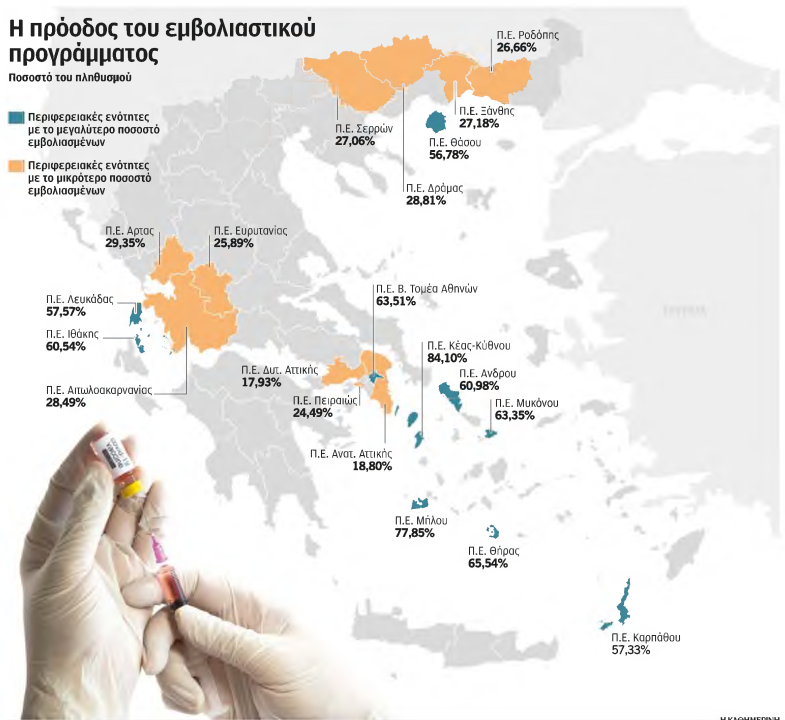 Η πρόοδος του εμβολιαστικού
προγράμματος
Ποσοστό του πληθυσμού
Περιφερειακές ενότητες
με το μεγαλύτερο ποσοστό
εμβολιασμένων
Περιφερειακές ενότητες
με το μικρότερο ποσοστό
εμβολιασμένων
Π.Ε. Ροδόπης
26,66%
Π.Ε. Ξάνθης
27,18%
Π.Ε. Σερρών
27,06%
Π.Ε. Θάσου
56,78%
Π.Ε. Δράμας
28,81%
Π.Ε. Αρτας
29,35%
Π.Ε. Ευρυτανίας
25,89%
Π.Ε. Λευκάδας
57,57%
Π.Ε. Ιθάκης
60,54%
Π.Ε. Αιτωλοακαρνανίας
28,49%
Π.Ε. Β. Τομέα Αθηνών
63,51%
Π.Ε. Κέας-Κύθνου
84,10%
Π.Ε. Ανδρου
60,98%
Π.Ε. Μυκόνου
63,35%
Π.Ε. Δυτ. Αττικής
17,93%
Π.Ε. Πειραιώς
24,49%
Π.Ε. Ανατ. Αττικής
18,80%
Π.Ε. Μήλου
77,85%
Π.Ε. Θήρας
65,54%
Π.Ε. Καρπάθου
57,33%
Η ΚΑΘΗΜΕΡΙΝΗ